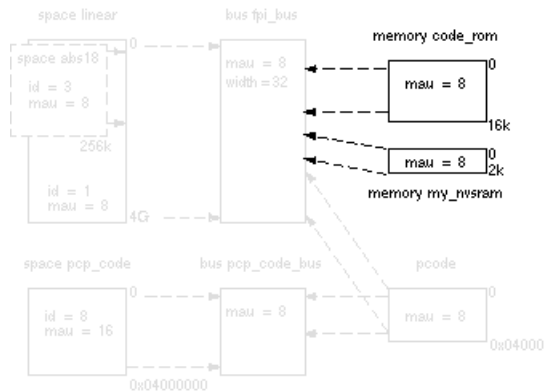 space linear
bus fpi_bus
memory code_rom
0
space abs18
id = 3
mau = 8
256k
id = 1
mau = 8
4G
mau = 8
width = 32
0
mau = 8
16k
0
mau = 8
2k
memory my_nvsram
space pcp_code
bus pcp_code_bus
pcode
0
id = 8
mau = 16
0x04000000
mau = 8
0
mau = 8
0x04000